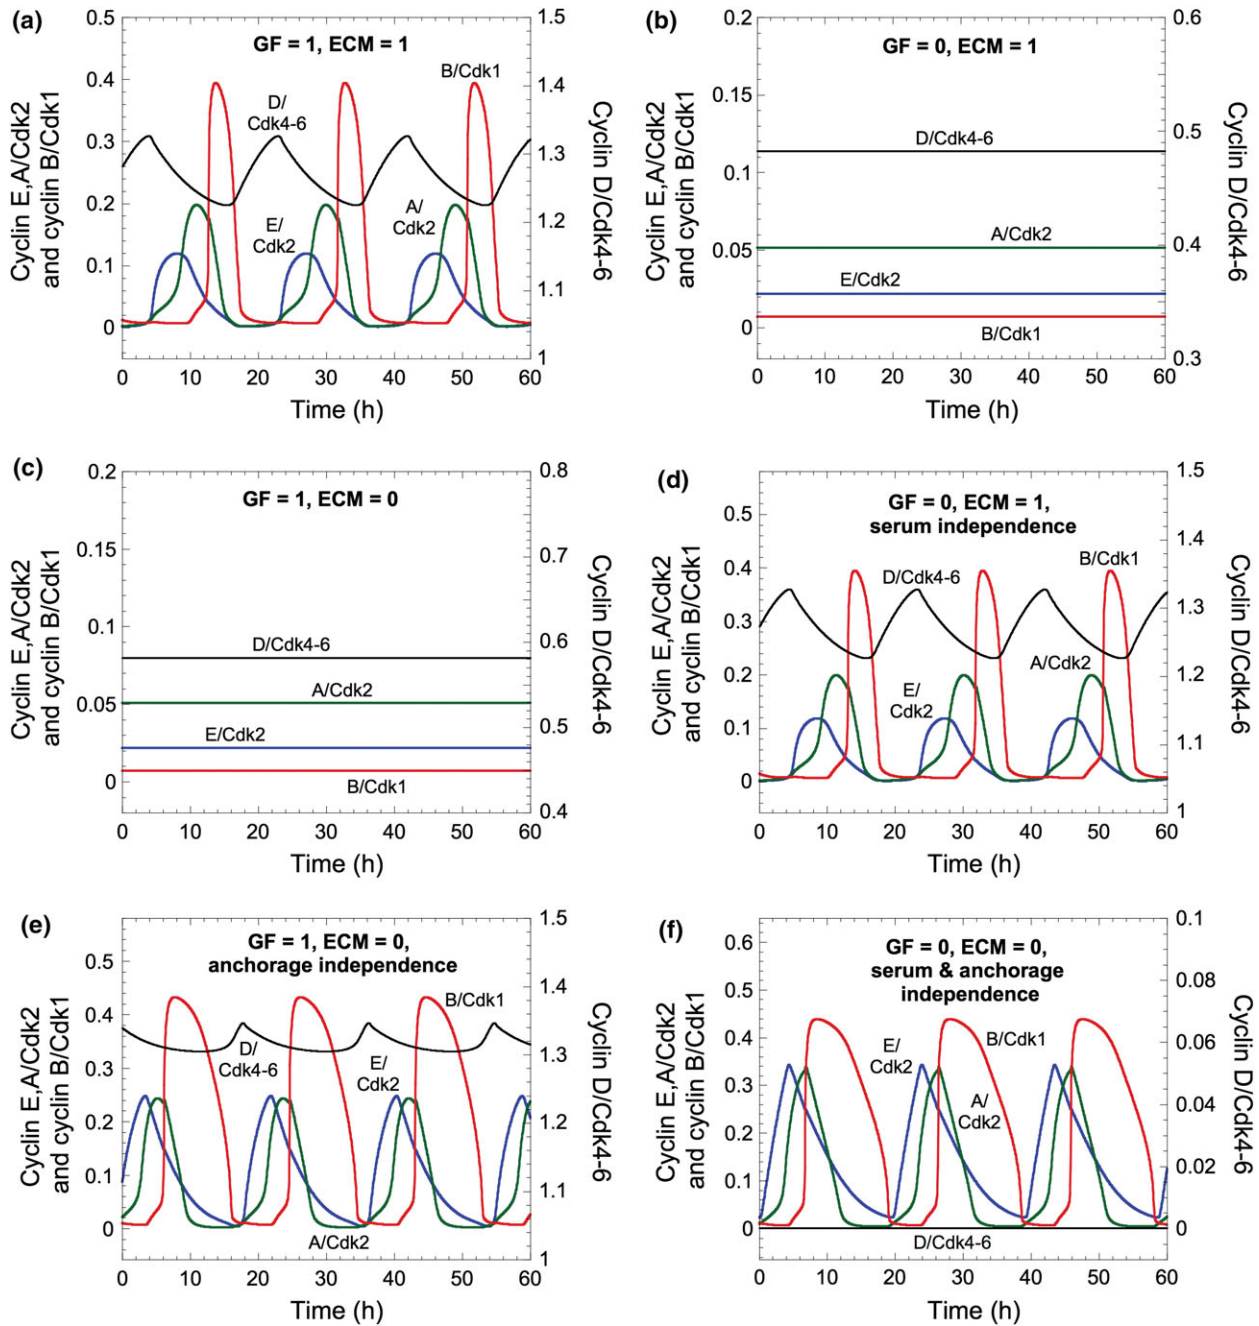 (a)
GF = 1, ECM = 1
Cyclin E,A/Cdk2
and cyclin B/Cdk1
0.5
0.4
0.3
0.2
0.1
0
B/Cdk1
D/
Cdk4-6
E/
Cdk2
A/
Cdk2
1.5
1.4
1.3
1.2
1.1
1
Cyclin D/Cdk4-6
0 10 20 30 40 50 60
Time (h)
(b)
GF = 0, ECM = 1
Cyclin E,A/Cdk2
and cyclin B/Cdk1
0.2
0.15
0.1
0.05
0
D/Cdk4-6
A/Cdk2
E/Cdk2
B/Cdk1
0.6
0.5
0.4
0.3
Cyclin D/Cdk4-6
0 10 20 30 40 50 60
Time (h)
(c)
GF = 1, ECM = 0
Cyclin E,A/Cdk2
and cyclin B/Cdk1
0.2
0.15
0.1
0.05
0
D/Cdk4-6
A/Cdk2
E/Cdk2
B/Cdk1
0.8
0.7
0.6
0.5
0.4
Cyclin D/Cdk4-6
0 10 20 30 40 50 60
Time (h)
(d)
GF = 0, ECM = 1,
serum independence
Cyclin E,A/Cdk2
and cyclin B/Cdk1
0.5
0.4
0.3
0.2
0.1
0
B/Cdk1
D/Cdk4-6
A/Cdk2
E/
Cdk2
1.5
1.4
1.3
1.2
1.1
1
Cyclin D/Cdk4-6
0 10 20 30 40 50 60
Time (h)
(e)
GF = 1, ECM = 0,
anchorage independence
Cyclin E,A/Cdk2
and cyclin B/Cdk1
0.5
0.4
0.3
0.2
0.1
0
B/Cdk1
D/
Cdk4-6
E/
Cdk2
A/Cdk2
1.5
1.4
1.3
1.2
1.1
1
Cyclin D/Cdk4-6
0 10 20 30 40 50 60
Time (h)
(f)
GF = 0, ECM = 0,
serum & anchorage
independence
Cyclin E,A/Cdk2
and cyclin B/Cdk1
0.6
0.5
0.4
0.3
0.2
0.1
0
E/
Cdk2
B/Cdk1
A/
Cdk2
D/Cdk4-6
0.1
0.08
0.06
0.04
0.02
0
Cyclin D/Cdk4-6
0 10 20 30 40 50 60
Time (h)